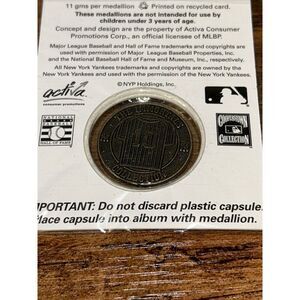 11 gms per medallion Printed on recycled card.
These medallions are not intended for use by
children under 3 years of age.
Concept and design are the property of Activa Consumer
Promotions Corp., an official licensee of MLBP.
Major League Baseball and Hall of Fame trademarks and copyrights are
used with permission of Major League Baseball Properties, Inc.
and the National Baseball Hall of Fame and Museum, Inc., respectively.
All New York Yankees trademarks and copyrights are owned by the
New York Yankees and used with the permission of the New York Yankees.
© NYP Holdings, Inc.
activa
consumer promotions
NATIONAL
BASEBALL
HALL OF FAME
COOPERSTOWN
COLLECTION
COLLECTION
IMPORTANT: Do not discard plastic capsule.
place capsule into album with medallion.